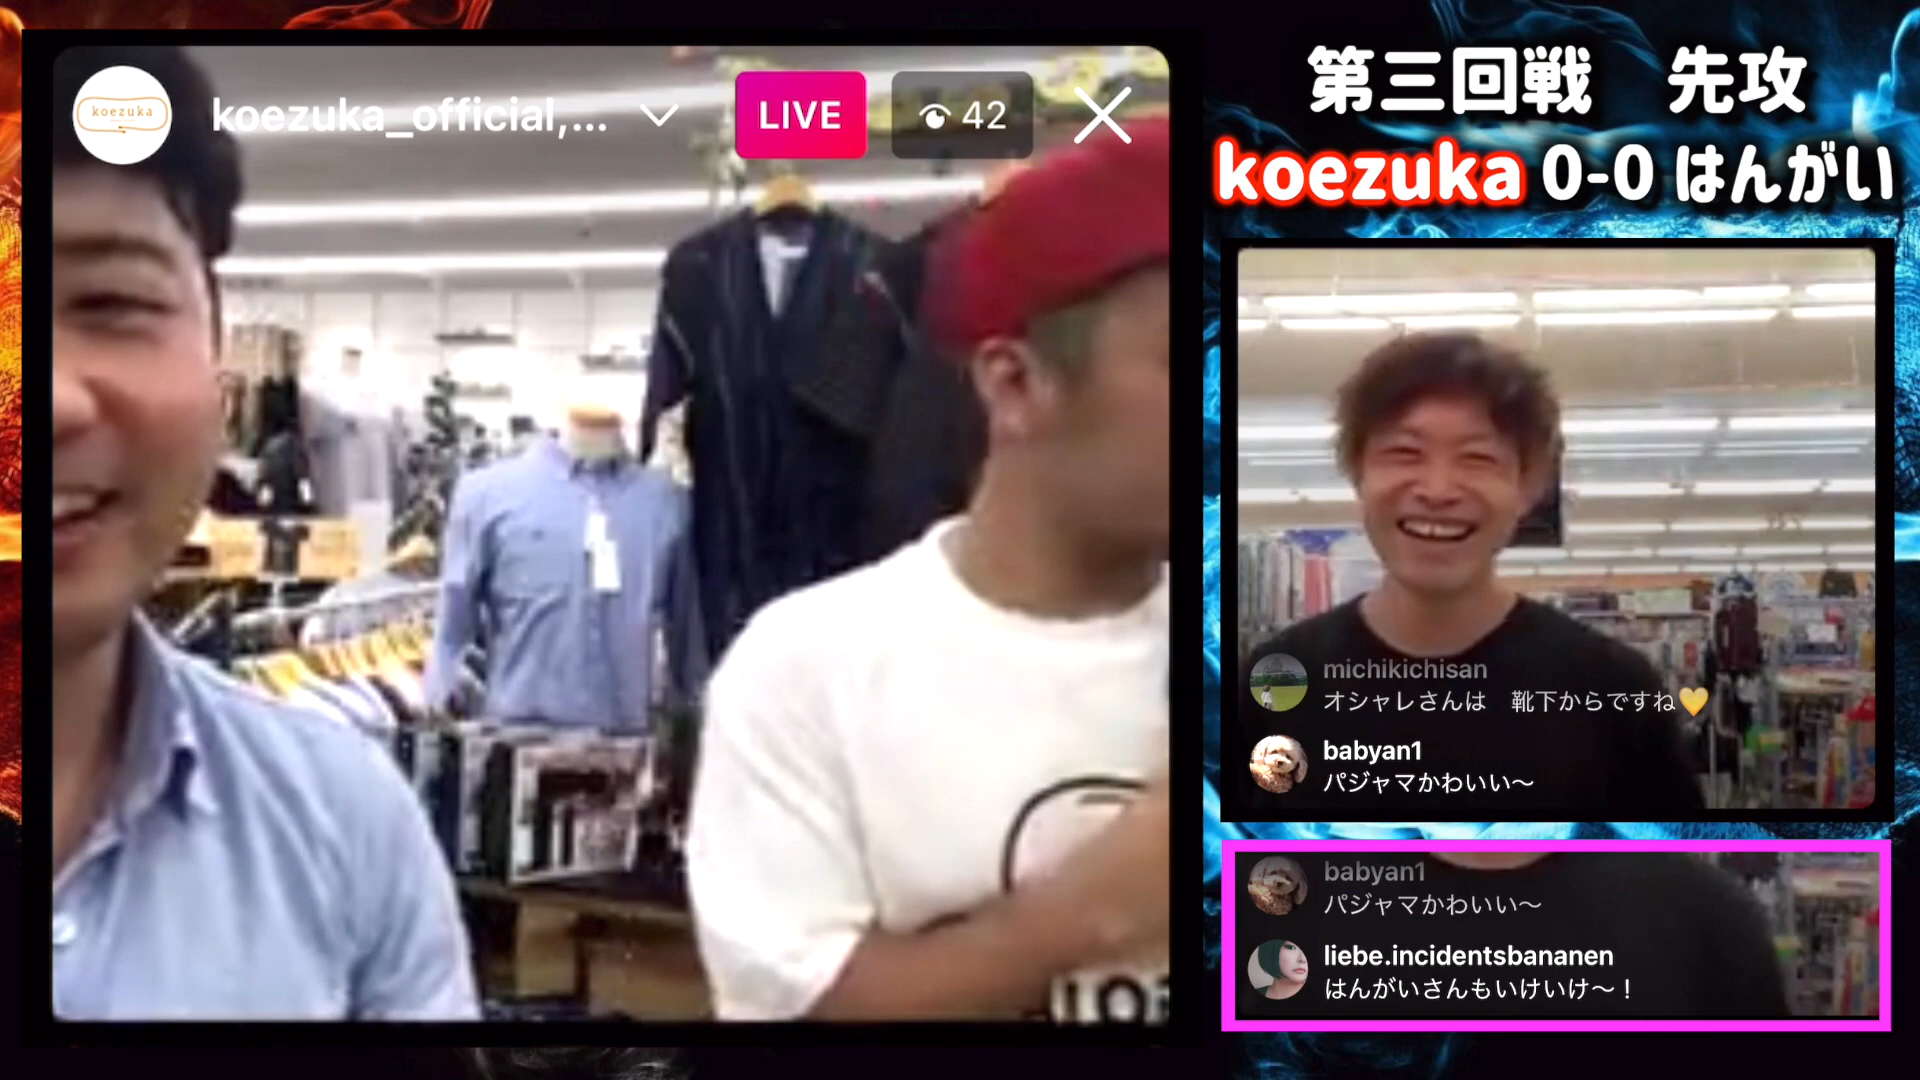 koezuka
koezuka_official,...
LIVE
42
第三回戦 先攻
koezuka 0-0 はんがい
michikichisan
オシャレさんは 靴下からですね💛
babyan1
パジャマかわいい〜
babyan1
パジャマかわいい〜
liebe.incidentsbananen
はんがいさんもいけいけ〜！